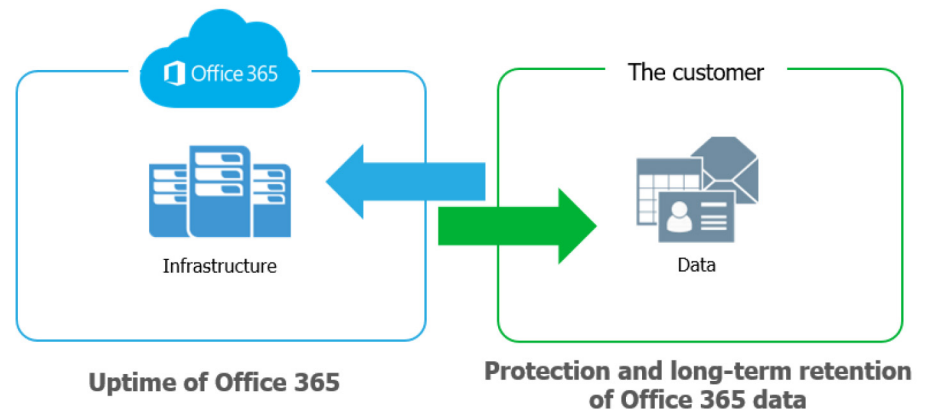 Office 365
The customer
Infrastructure
Data
Uptime of Office 365
Protection and long-term retention
of Office 365 data